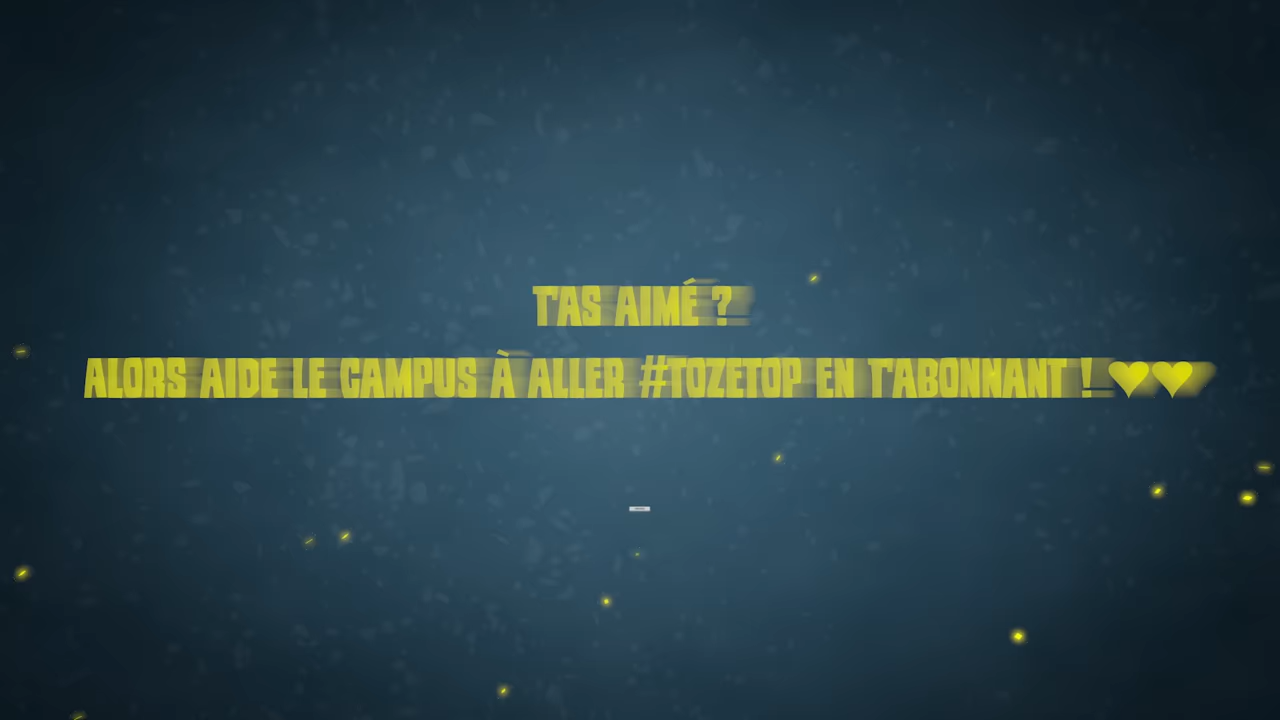 T'AS AIMÉ ?
ALORS AIDE LE CAMPUS À ALLER #TOZETOP EN T'ABONNANT ! ♥♥